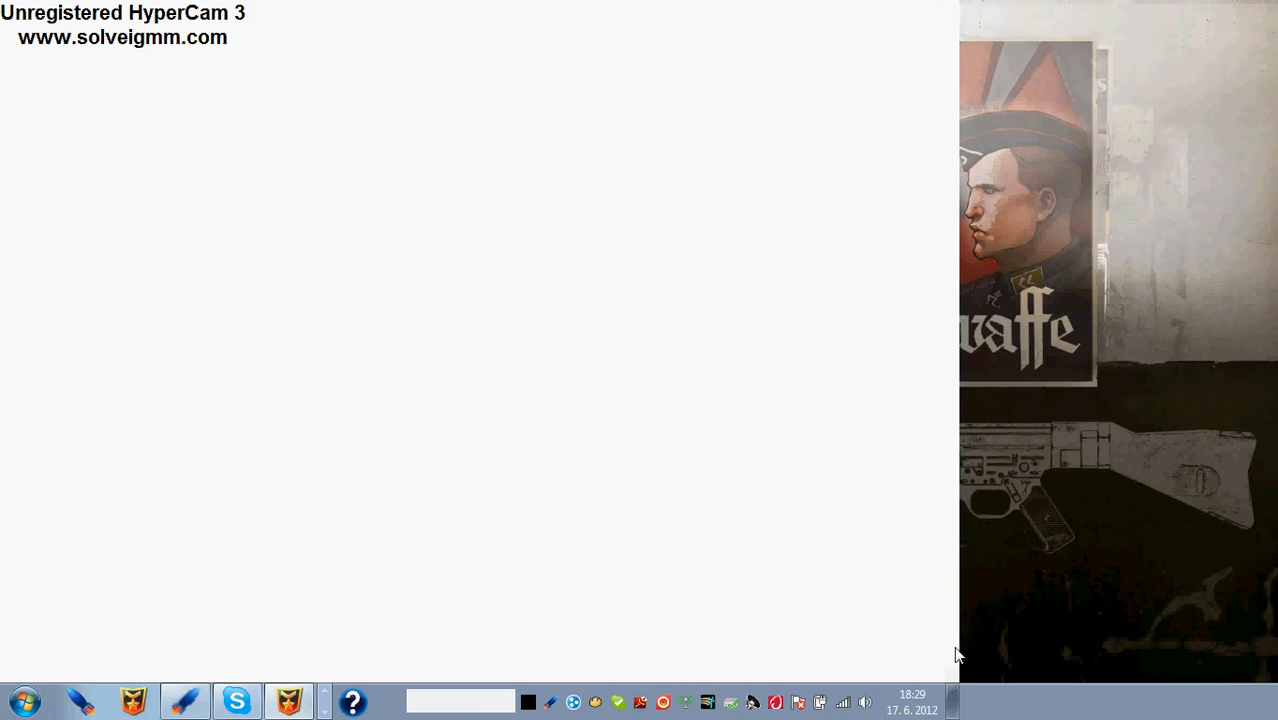 Unregistered HyperCam 3
www.solveigmm.com
waffe
18:29
17. 6. 2012